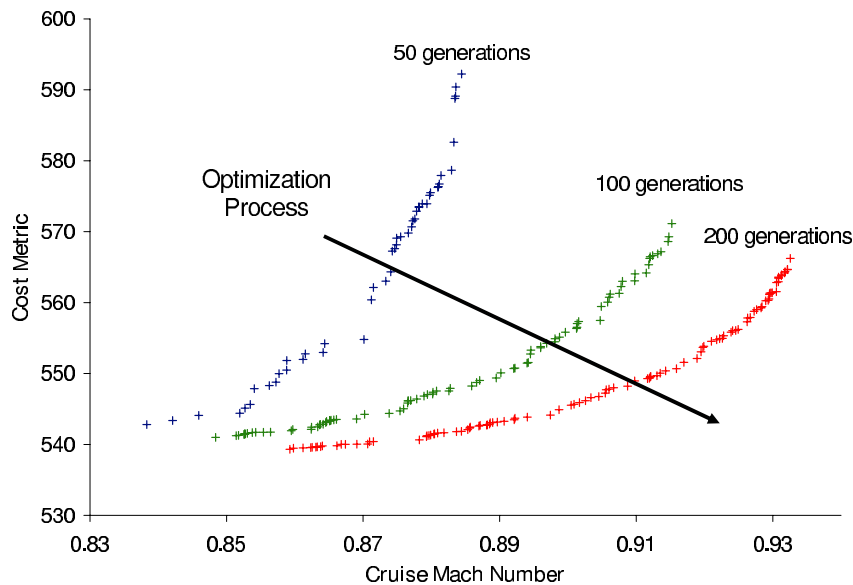 600
590
580
570
560
550
540
530
Cost Metric
50 generations
Optimization
Process
100 generations
200 generations
0.83
0.85
0.87
0.89
0.91
0.93
Cruise Mach Number